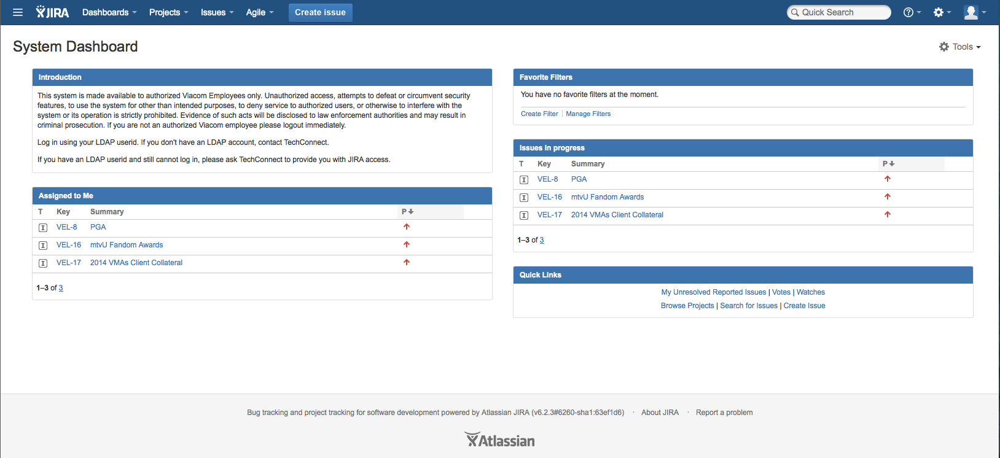 JIRA Dashboards Projects Issues Agile Create issue Quick Search
System Dashboard
Tools
Introduction
This system is made available to authorized Viacom Employees only. Unauthorized access, attempts to defeat or circumvent security
features, to use the system for other than intended purposes, to deny service to authorized users, or otherwise to interfere with the
system or its operation is strictly prohibited. Evidence of such acts will be disclosed to law enforcement authorities and may result in
criminal prosecution. If you are not an authorized Viacom employee please logout immediately.
Log in using your LDAP userid. If you don't have an LDAP account, contact TechConnect.
If you have an LDAP userid and still cannot log in, please ask TechConnect to provide you with JIRA access.
Assigned to Me
T Key Summary P
I VEL-8 PGA
I VEL-16 mtvU Fandom Awards
I VEL-17 2014 VMAs Client Collateral
1–3 of 3
Favorite Filters
You have no favorite filters at the moment.
Create Filter | Manage Filters
Issues in progress
T Key Summary P
I VEL-8 PGA
I VEL-16 mtvU Fandom Awards
I VEL-17 2014 VMAs Client Collateral
1–3 of 3
Quick Links
My Unresolved Reported Issues | Votes | Watches
Browse Projects | Search for Issues | Create Issue
Bug tracking and project tracking for software development powered by Atlassian JIRA (v6.2.3#6260-sha1:63ef1d6) · About JIRA · Report a problem
Atlassian